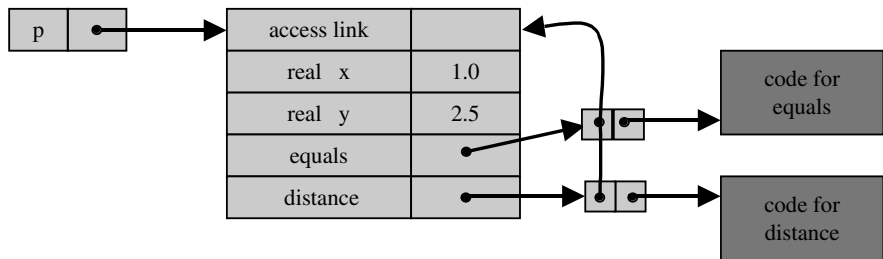 p
access link
real x 1.0
real y 2.5
equals
distance
code for
equals
code for
distance